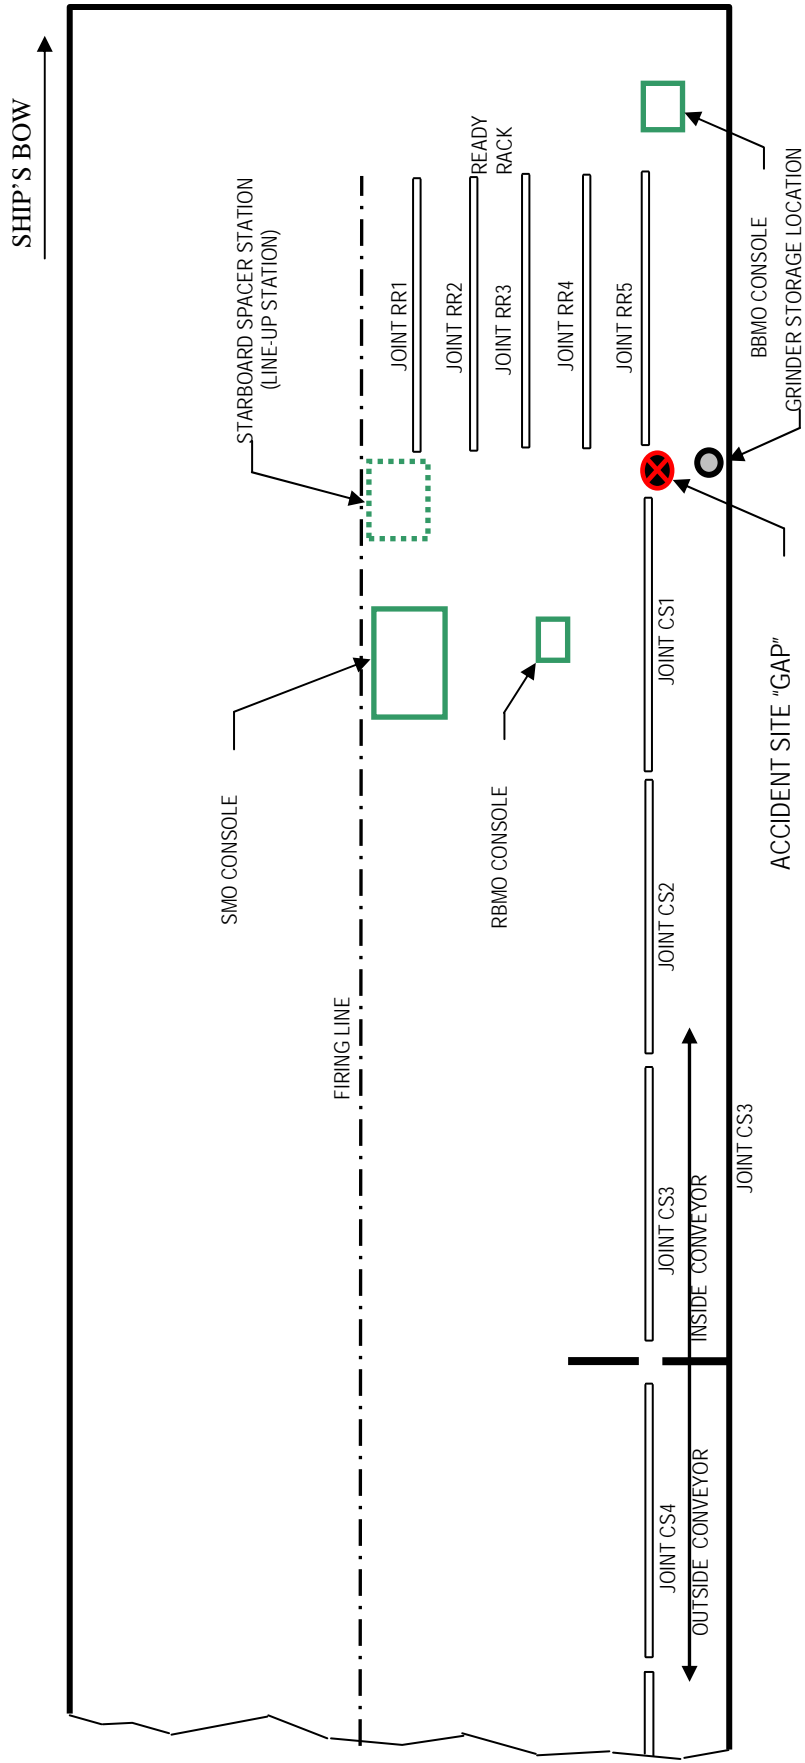 SHIP'S BOW
STARBOARD SPACER STATION
(LINE-UP STATION)
READY
RACK
JOINT RR1
JOINT RR2
JOINT RR3
JOINT RR4
JOINT RR5
BBMO CONSOLE
GRINDER STORAGE LOCATION
SMO CONSOLE
RBMO CONSOLE
ACCIDENT SITE "GAP"
FIRING LINE
JOINT CS1
JOINT CS2
JOINT CS3
JOINT CS3
INSIDE CONVEYOR
JOINT CS4
OUTSIDE CONVEYOR